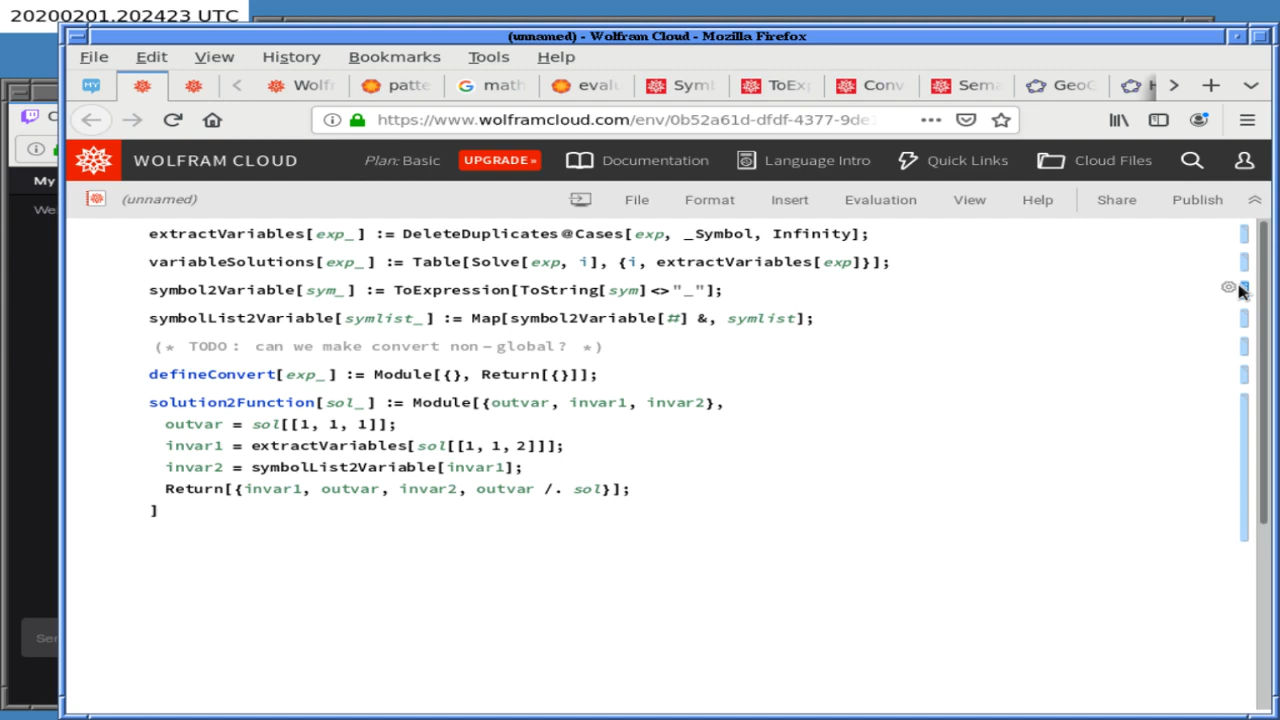 20200201.202423 UTC
(unnamed) - Wolfram Cloud - Mozilla Firefox
File Edit View History Bookmarks Tools Help
MY Wolfr patte math evalu Symb ToExp Conv Sema GeoG
https://www.wolframcloud.com/env/0b52a61d-dfdf-4377-9de
WOLFRAM CLOUD Plan: Basic UPGRADE » Documentation Language Intro Quick Links Cloud Files
(unnamed) File Format Insert Evaluation View Help Share Publish
My
extractVariables[exp_] := DeleteDuplicates@Cases[exp, _Symbol, Infinity];
variableSolutions[exp_] := Table[Solve[exp, i], {i, extractVariables[exp]}];
symbol2Variable[sym_] := ToExpression[ToString[sym]<>"_"];
symbolList2Variable[symlist_] := Map[symbol2Variable[#] &, symlist];
(* TODO: can we make convert non-global? *)
defineConvert[exp_] := Module[{}, Return[{}]];
solution2Function[sol_] := Module[{outvar, invar1, invar2},
outvar = sol[[1, 1, 1]];
invar1 = extractVariables[sol[[1, 1, 2]]];
invar2 = symbolList2Variable[invar1];
Return[{invar1, outvar, invar2, outvar /. sol}];
]